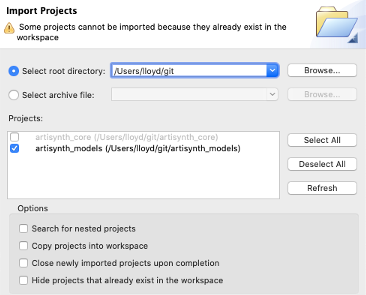 Import Projects
Some projects cannot be imported because they already exist in the
workspace
Select root directory: /Users/lloyd/git Browse...
Select archive file: Browse...
Projects:
artisynth_core (/Users/lloyd/git/artisynth_core)
artisynth_models (/Users/lloyd/git/artisynth_models)
Select All
Deselect All
Refresh
Options
Search for nested projects
Copy projects into workspace
Close newly imported projects upon completion
Hide projects that already exist in the workspace